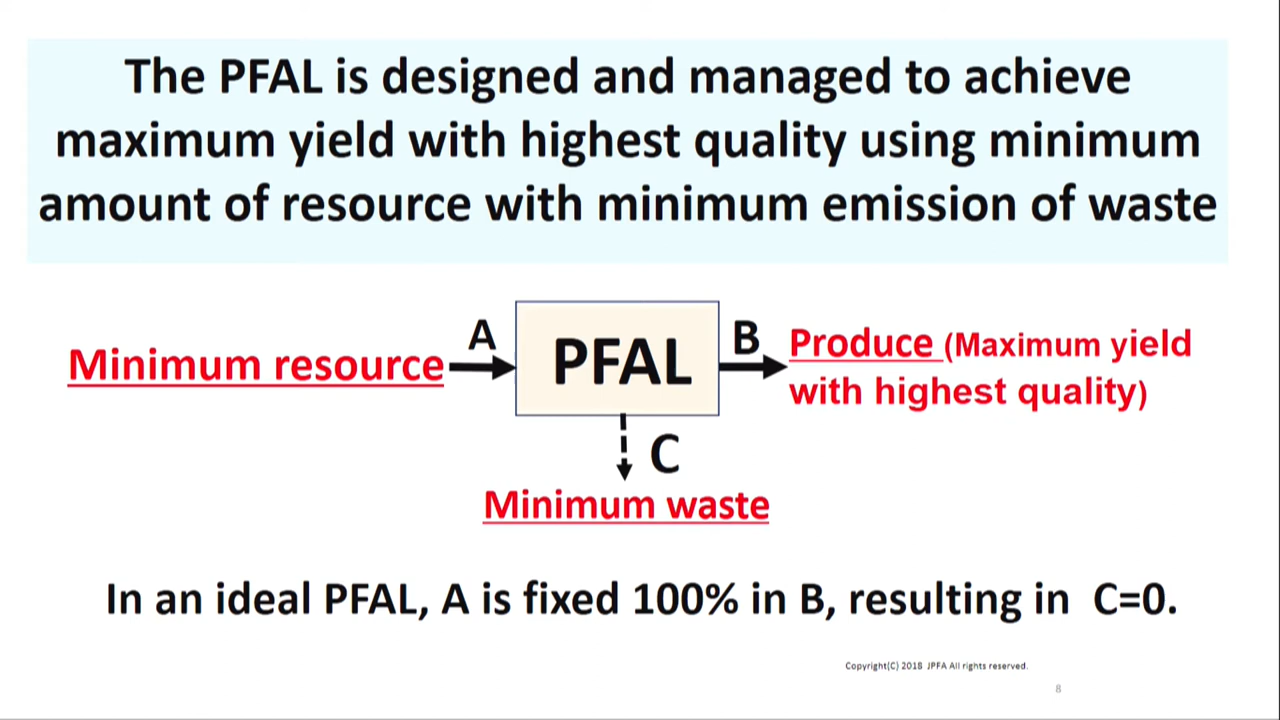 The PFAL is designed and managed to achieve
maximum yield with highest quality using minimum
amount of resource with minimum emission of waste
Minimum resource
A
PFAL
B
Produce (Maximum yield
with highest quality)
C
Minimum waste
In an ideal PFAL, A is fixed 100% in B, resulting in C=0.
Copyright(C) 2018 JPFA All rights reserved.
8